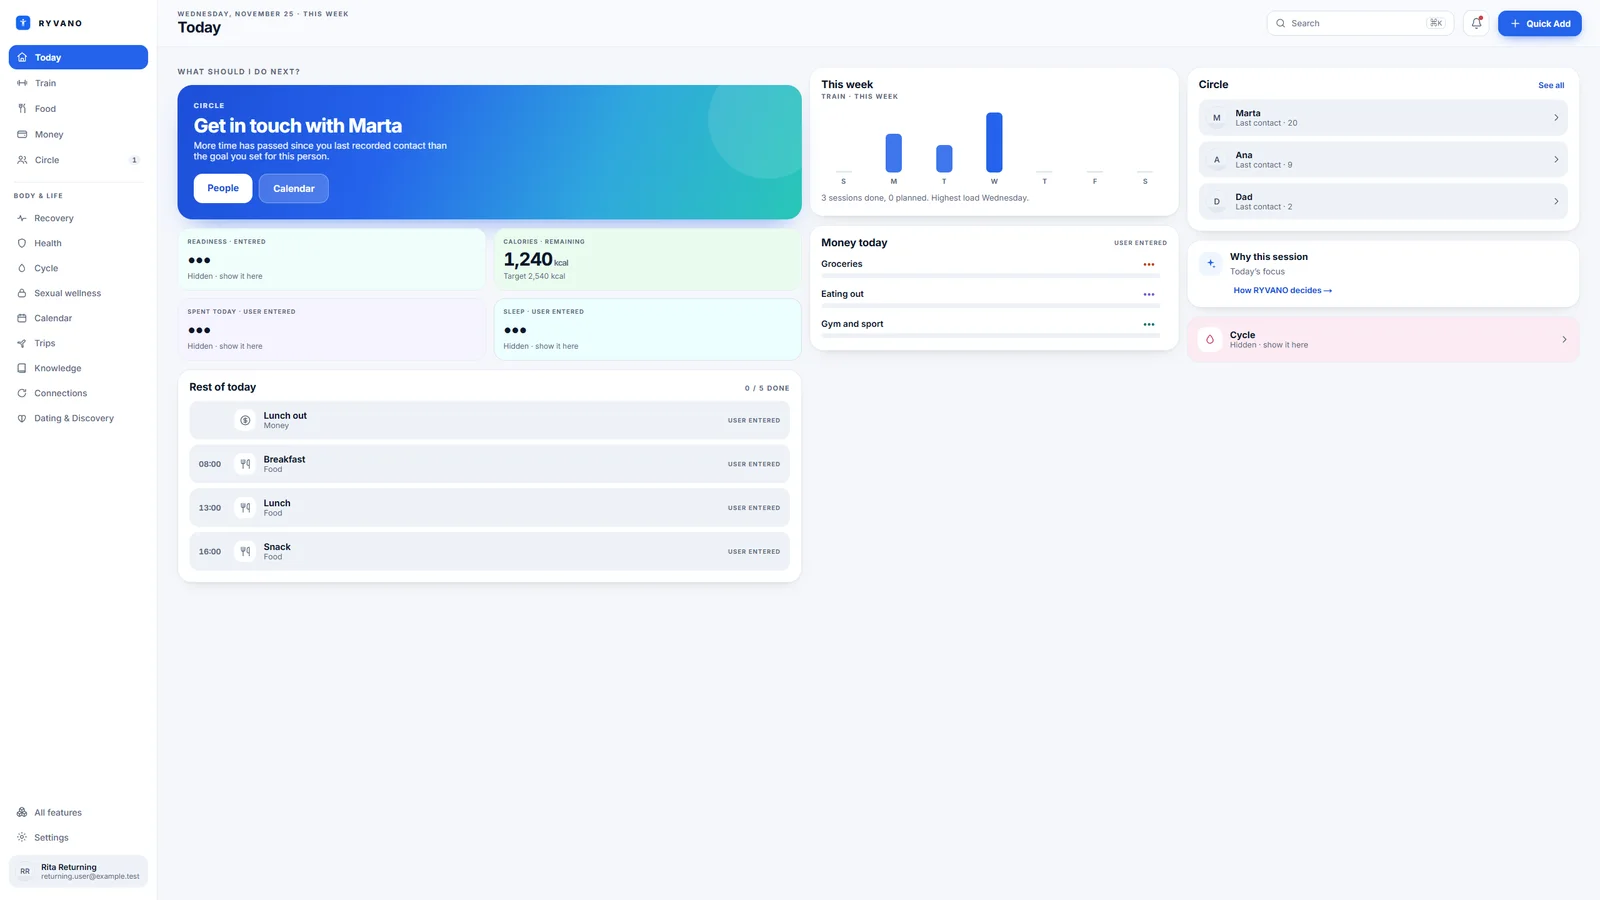 RYVANO
Today
Train
Food
Money
Circle 1
BODY & LIFE
Recovery
Health
Cycle
Sexual wellness
Calendar
Trips
Knowledge
Connections
Dating & Discovery
All features
Settings
RR
Rita Returning
returning.user@example.test
WEDNESDAY, NOVEMBER 25 · THIS WEEK
Today
Search ⌘K
Quick Add
WHAT SHOULD I DO NEXT?
CIRCLE
Get in touch with Marta
More time has passed since you last recorded contact than
the goal you set for this person.
People
Calendar
READINESS · ENTERED
•••
Hidden · show it here
CALORIES · REMAINING
1,240 kcal
Target 2,540 kcal
SPENT TODAY · USER ENTERED
•••
Hidden · show it here
SLEEP · USER ENTERED
•••
Hidden · show it here
Rest of today
0 / 5 DONE
Lunch out
Money
USER ENTERED
08:00
Breakfast
Food
USER ENTERED
13:00
Lunch
Food
USER ENTERED
16:00
Snack
Food
USER ENTERED
This week
TRAIN · THIS WEEK
S M T W T F S
3 sessions done, 0 planned. Highest load Wednesday.
Money today
USER ENTERED
Groceries •••
Eating out •••
Gym and sport •••
Circle
See all
M
Marta
Last contact · 20
A
Ana
Last contact · 9
D
Dad
Last contact · 2
Why this session
Today's focus
How RYVANO decides →
Cycle
Hidden · show it here